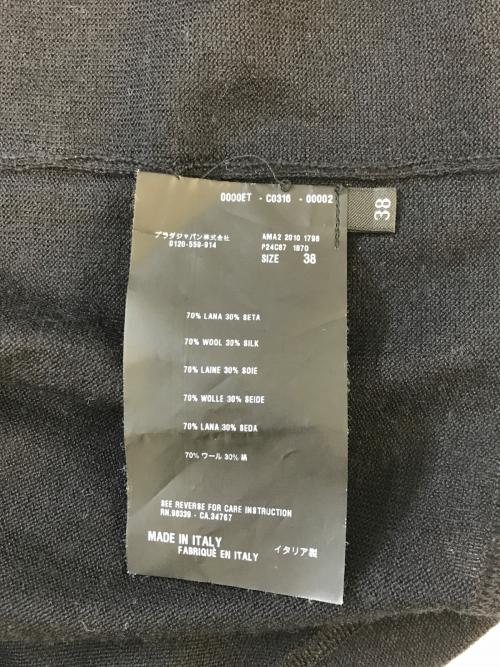 0000ET - C0316 - 00002
38
プラダジャパン株式会社
0120-559-914
AMA2 2010 1798
P24C87 1B70
SIZE 38
70% LANA 30% SETA
70% WOOL 30% SILK
70% LAINE 30% SOIE
70% WOLLE 30% SEIDE
70% LANA 30% SEDA
70% ウール 30% 絹
SEE REVERSE FOR CARE INSTRUCTION
RN.98339 - CA.34767
MADE IN ITALY
FABRIQUÉ EN ITALY
イタリア製